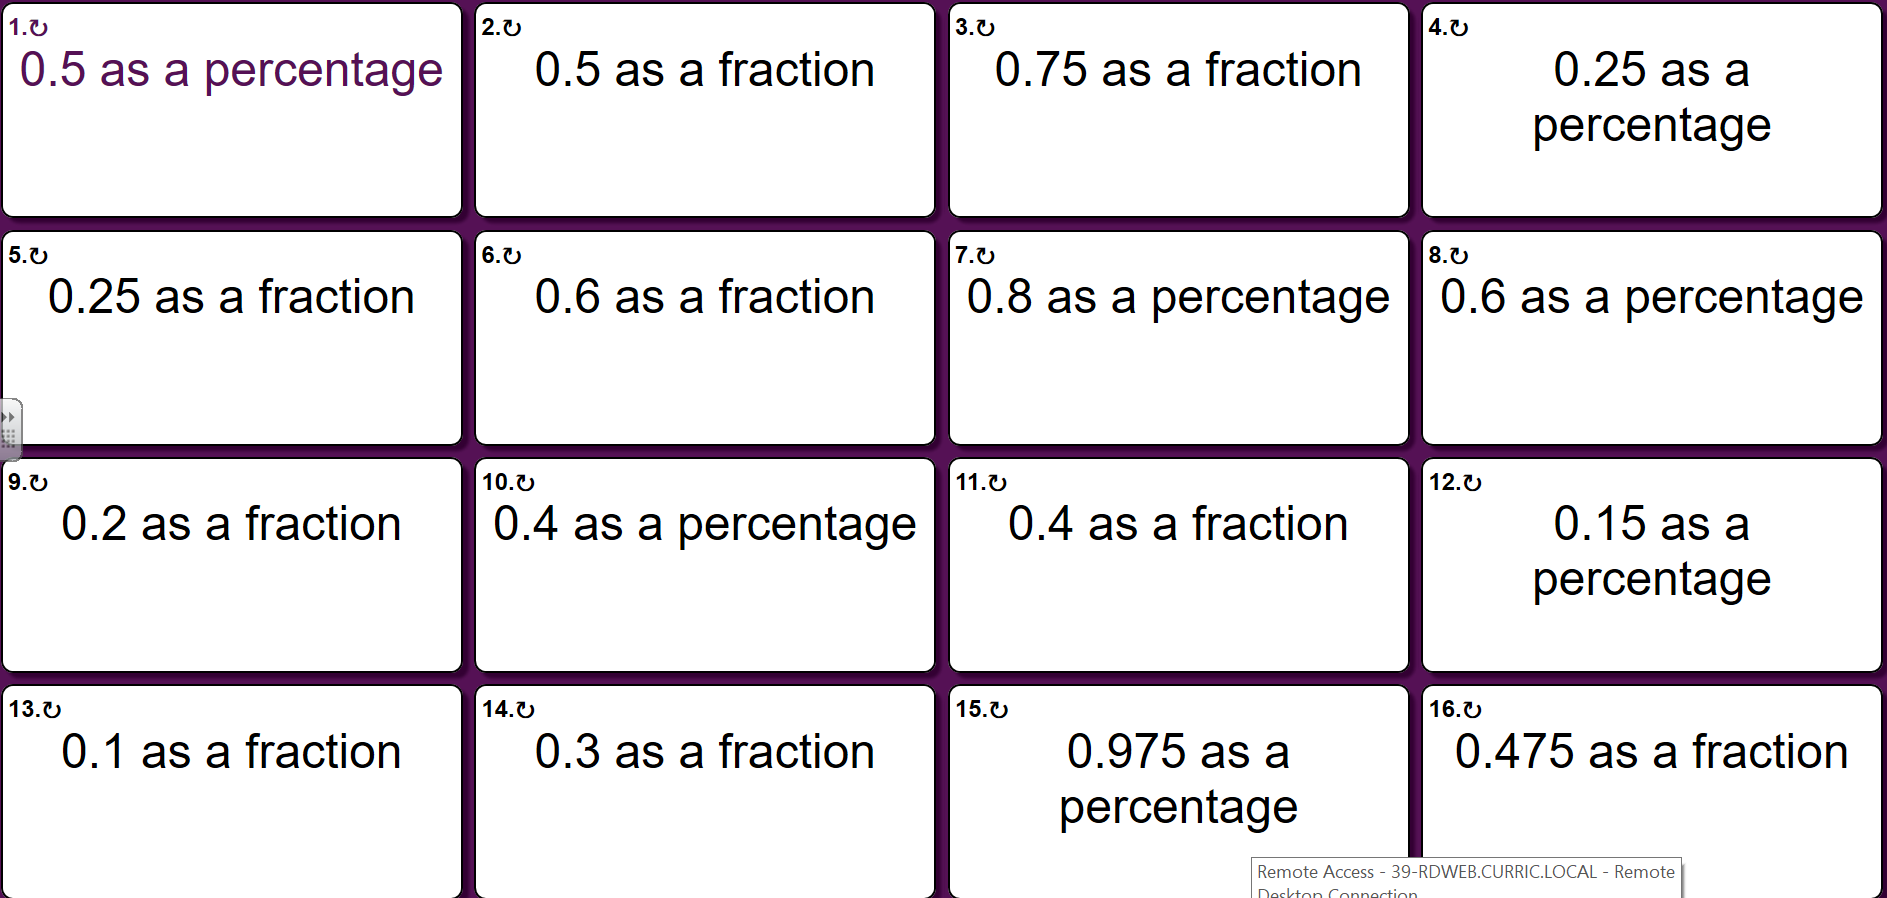 1.↻
0.5 as a percentage
2.↻
0.5 as a fraction
3.↻
0.75 as a fraction
4.↻
0.25 as a
percentage
5.↻
0.25 as a fraction
6.↻
0.6 as a fraction
7.↻
0.8 as a percentage
8.↻
0.6 as a percentage
9.↻
0.2 as a fraction
10.↻
0.4 as a percentage
11.↻
0.4 as a fraction
12.↻
0.15 as a
percentage
13.↻
0.1 as a fraction
14.↻
0.3 as a fraction
15.↻
0.975 as a
percentage
16.↻
0.475 as a fraction
Remote Access - 39-RDWEB.CURRIC.LOCAL - Remote
Desktop Connection